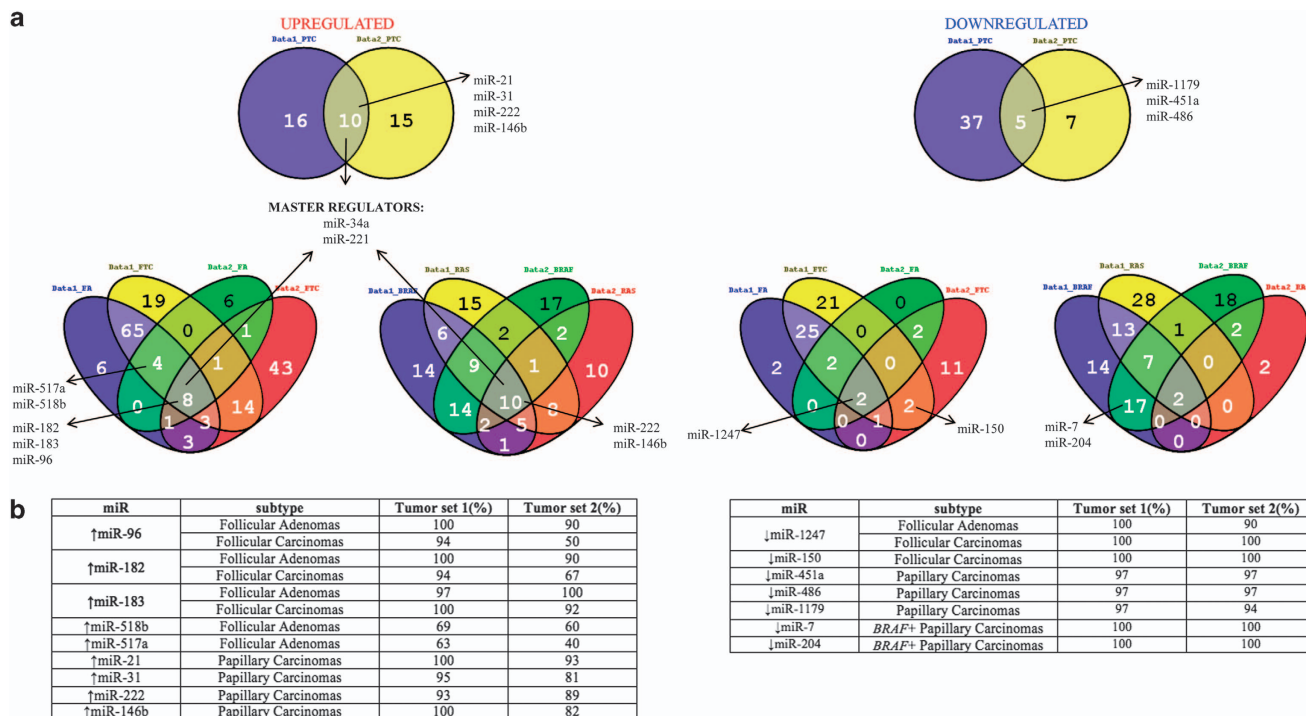 a
UPREGULATED
Data1_PTC Data2_PTC
16 10 15
miR-21
miR-31
miR-222
miR-146b
DOWNREGULATED
Data1_PTC Data2_PTC
37 5 7
miR-1179
miR-451a
miR-486
MASTER REGULATORS:
miR-34a
miR-221
Data1_FA Data1_FTC Data2_FA Data2_FTC
19 6
65 0 1
6 4 1 43
8
0 14
1 3
3
miR-517a
miR-518b
miR-182
miR-183
miR-96
Data1_BRAF Data1_RAS Data2_BRAF Data2_RAS
15 17
6 2 2
14 9 1 10
10
14 8
2 5
1
miR-222
miR-146b
Data1_FA Data1_FTC Data2_FA Data2_FTC
21 0
25 0 2
2 2 0 11
2
0 2
0 1
0
miR-1247
miR-150
Data1_BRAF Data1_RAS Data2_BRAF Data2_RA
28 18
13 1 2
14 7 0 2
2
17 0
0 0
0
miR-7
miR-204
b
miR subtype Tumor set 1(%) Tumor set 2(%)
↑miR-96 Follicular Adenomas 100 90
Follicular Carcinomas 94 50
↑miR-182 Follicular Adenomas 100 90
Follicular Carcinomas 94 67
↑miR-183 Follicular Adenomas 97 100
Follicular Carcinomas 100 92
↑miR-518b Follicular Adenomas 69 60
↑miR-517a Follicular Adenomas 63 40
↑miR-21 Papillary Carcinomas 100 93
↑miR-31 Papillary Carcinomas 95 81
↑miR-222 Papillary Carcinomas 93 89
↑miR-146b Papillary Carcinomas 100 82
miR subtype Tumor set 1(%) Tumor set 2(%)
↓miR-1247 Follicular Adenoma 100 90
Follicular Carcinomas 100 100
↓miR-150 Follicular Carcinomas 100 100
↓miR-451a Papillary Carcinomas 97 97
↓miR-486 Papillary Carcinomas 97 97
↓miR-1179 Papillary Carcinomas 97 94
↓miR-7 BRAF+ Papillary Carcinomas 100 100
↓miR-204 BRAF+ Papillary Carcinomas 100 100